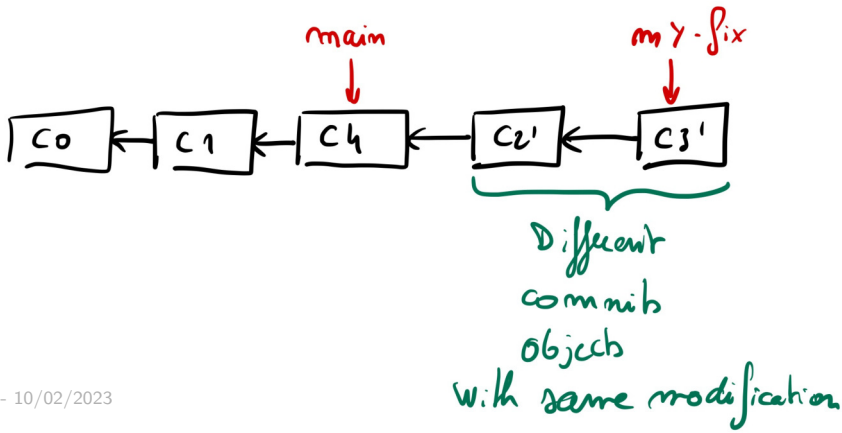 main my-fix
C0 C1 C4 C2' C3'
Different
commits
objects
- 10/02/2023
with same modification